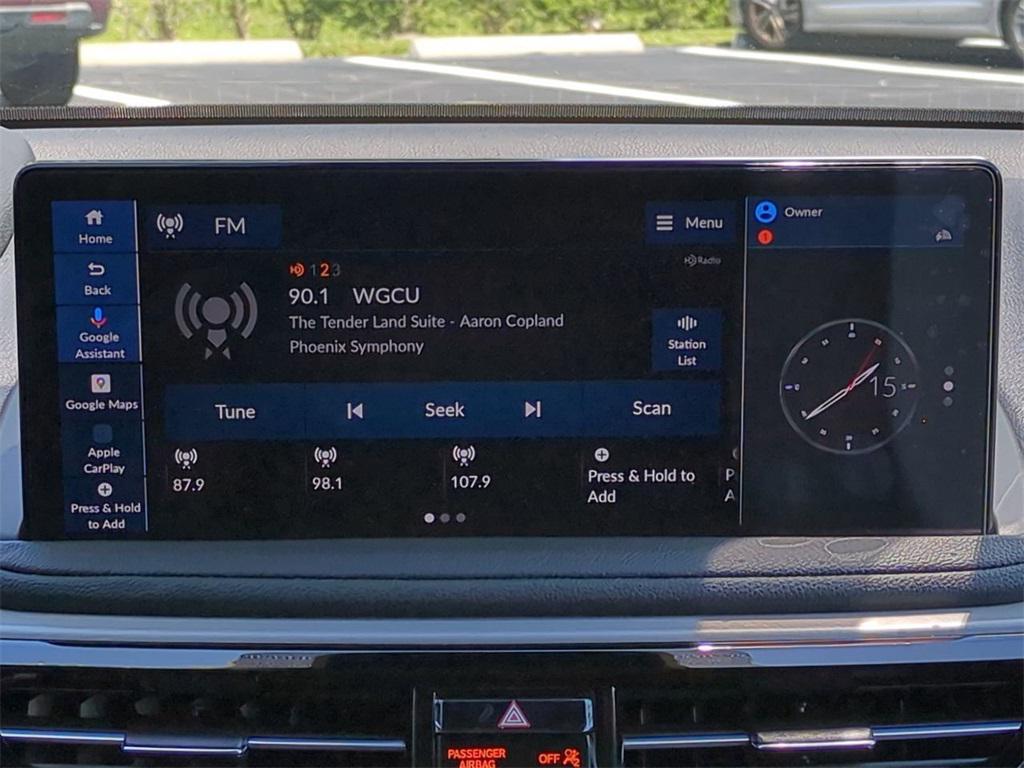 Home
Back
Google
Assistant
Google Maps
Apple
CarPlay
Press & Hold
to Add
FM
Menu
HD Radio
HD 123
90.1 WGCU
The Tender Land Suite - Aaron Copland
Phoenix Symphony
Station
List
Tune
Seek
Scan
87.9
98.1
107.9
Press & Hold to
Add
P
A
Owner
15
PASSENGER
AIRBAG
OFF